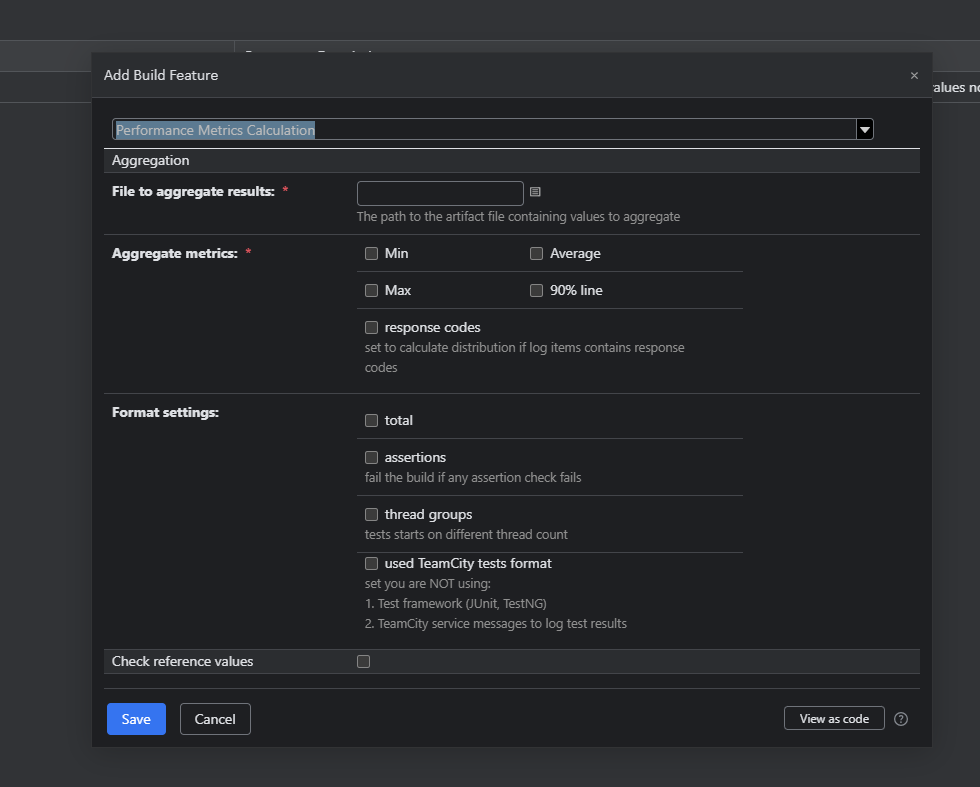 Add Build Feature
×
alues no
Performance Metrics Calculation
Aggregation
File to aggregate results: *
The path to the artifact file containing values to aggregate
Aggregate metrics: *
Min
Average
Max
90% line
response codes
set to calculate distribution if log items contains response
codes
Format settings:
total
assertions
fail the build if any assertion check fails
thread groups
tests starts on different thread count
used TeamCity tests format
set you are NOT using:
1. Test framework (JUnit, TestNG)
2. TeamCity service messages to log test results
Check reference values
Save
Cancel
View as code
?